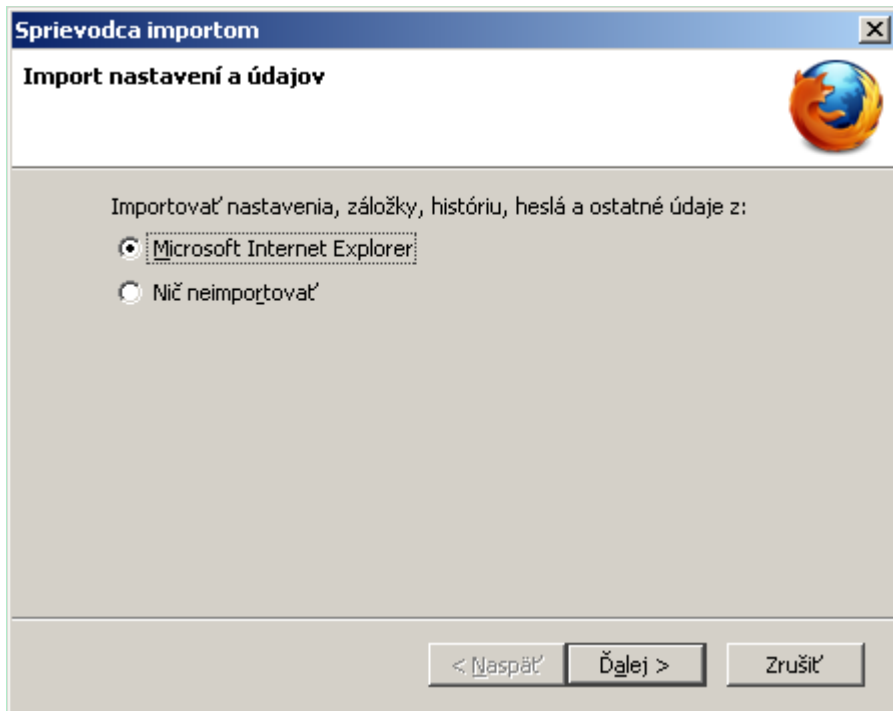 Sprievodca importom
Import nastavení a údajov
Importovať nastavenia, záložky, históriu, heslá a ostatné údaje z:
Microsoft Internet Explorer
Nič neimportovať
< Naspäť Ďalej > Zrušiť